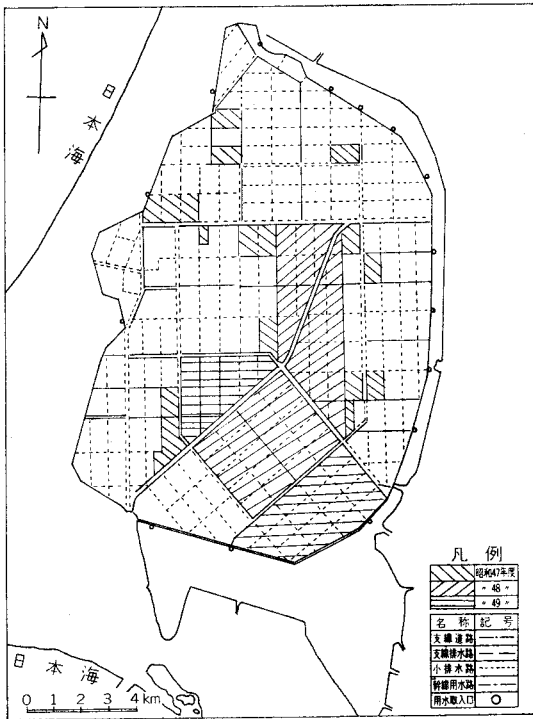 N
日本海
凡例
昭和47年度
〃 48 〃
〃 49 〃
名称 記号
支線道路
支線排水路
小排水路
幹線用水路
用水取入口
日本海
0 1 2 3 4 km